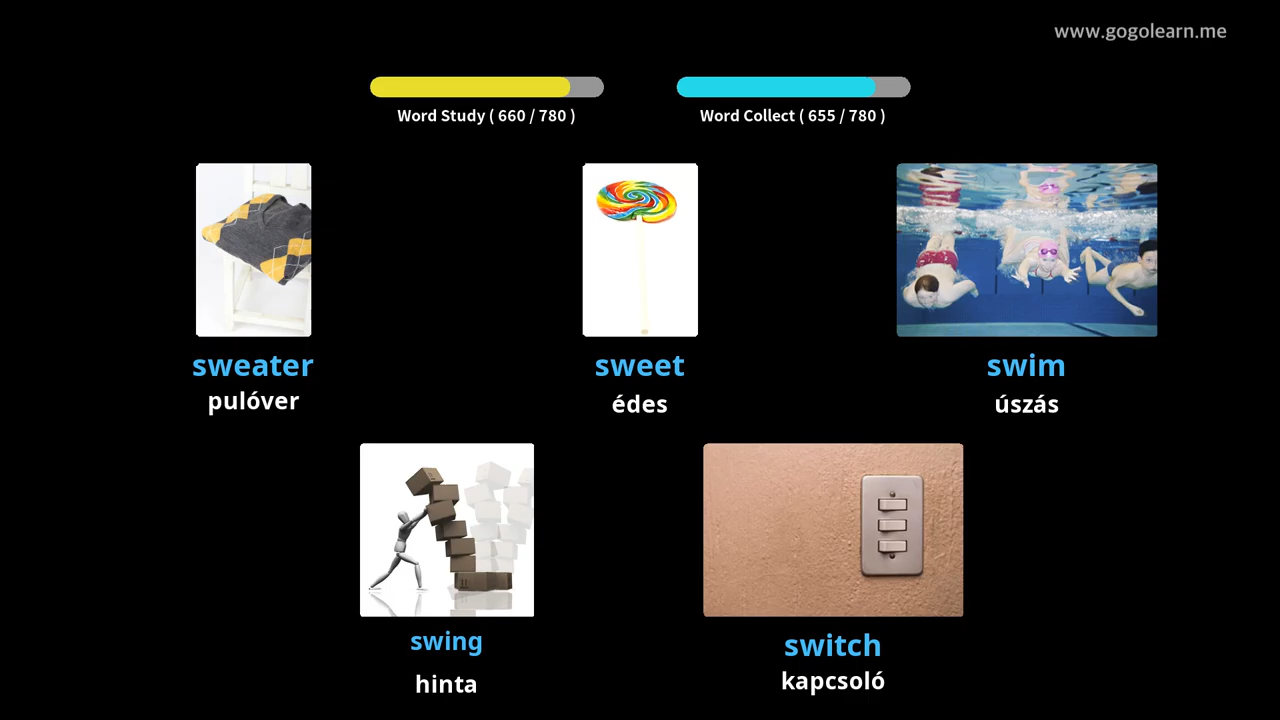 www.gogolearn.me
Word Study ( 660 / 780 )
Word Collect ( 655 / 780 )
sweater
pulóver
sweet
édes
swim
úszás
swing
hinta
switch
kapcsoló